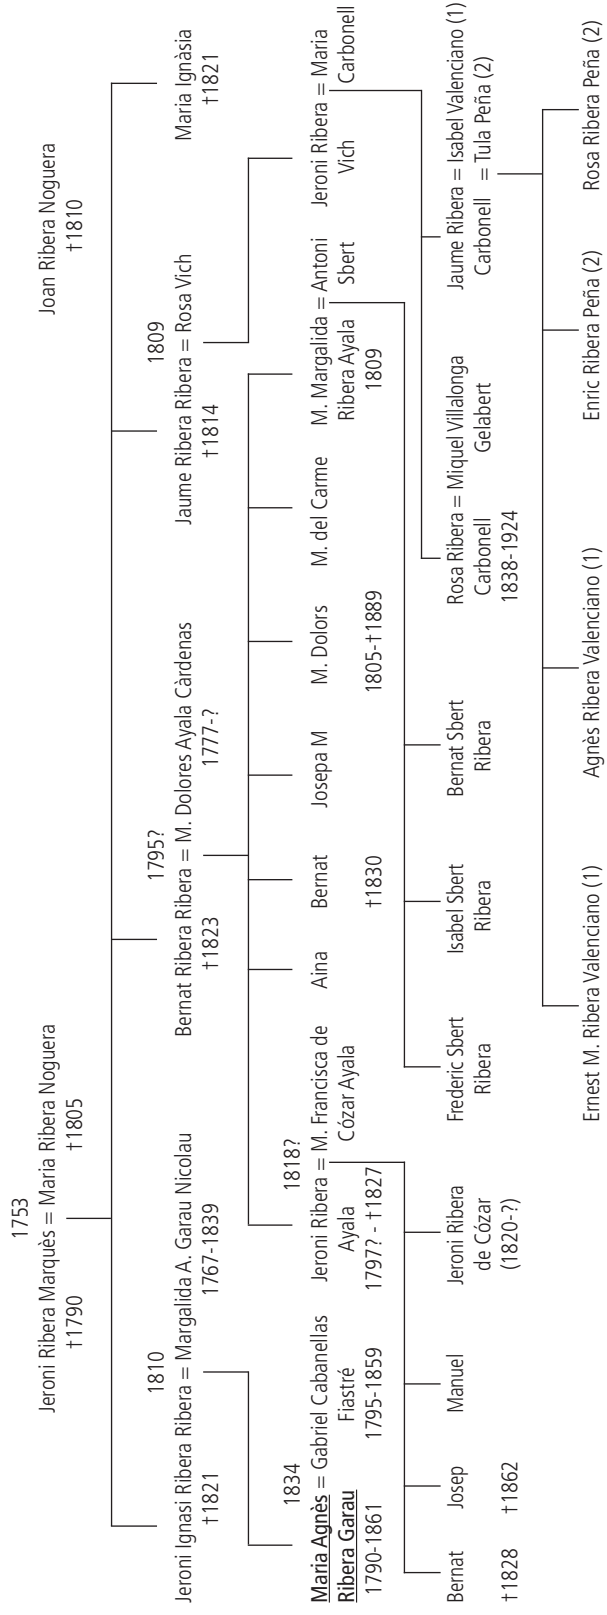 1753
Jeroni Ribera Marquès = Maria Ribera Noguera
†1790 †1805
Joan Ribera Noguera
†1810
1810
Jeroni Ignasi Ribera Ribera = Margalida A. Garau Nicolau
†1821 1767-1839
1795?
Bernat Ribera Ribera = M. Dolores Ayala Càrdenas
†1823 1777-?
1809
Jaume Ribera Ribera = Rosa Vich
†1814
Maria Ignàsia
†1821
1834
Maria Agnès = Gabriel Cabanellas
Ribera Garau Fiastré
1790-1861 1795-1859
1818?
Jeroni Ribera = M. Francisca de
Ayala Cózar Ayala
1797? - †1827
Aina
Bernat
†1830
Josepa M
M. Dolors
1805-†1889
M. del Carme
M. Margalida = Antoni
Ribera Ayala Sbert
1809
Jeroni Ribera = Maria
Vich Carbonell
Bernat
†1828
Josep
†1862
Manuel
Jeroni Ribera
de Cózar
(1820-?)
Frederic Sbert
Ribera
Isabel Sbert
Ribera
Bernat Sbert
Ribera
Rosa Ribera = Miquel Villalonga
Carbonell Gelabert
1838-1924
Jaume Ribera = Isabel Valenciano (1)
Carbonell = Tula Peña (2)
Ernest M. Ribera Valenciano (1)
Agnès Ribera Valenciano (1)
Enric Ribera Peña (2)
Rosa Ribera Peña (2)